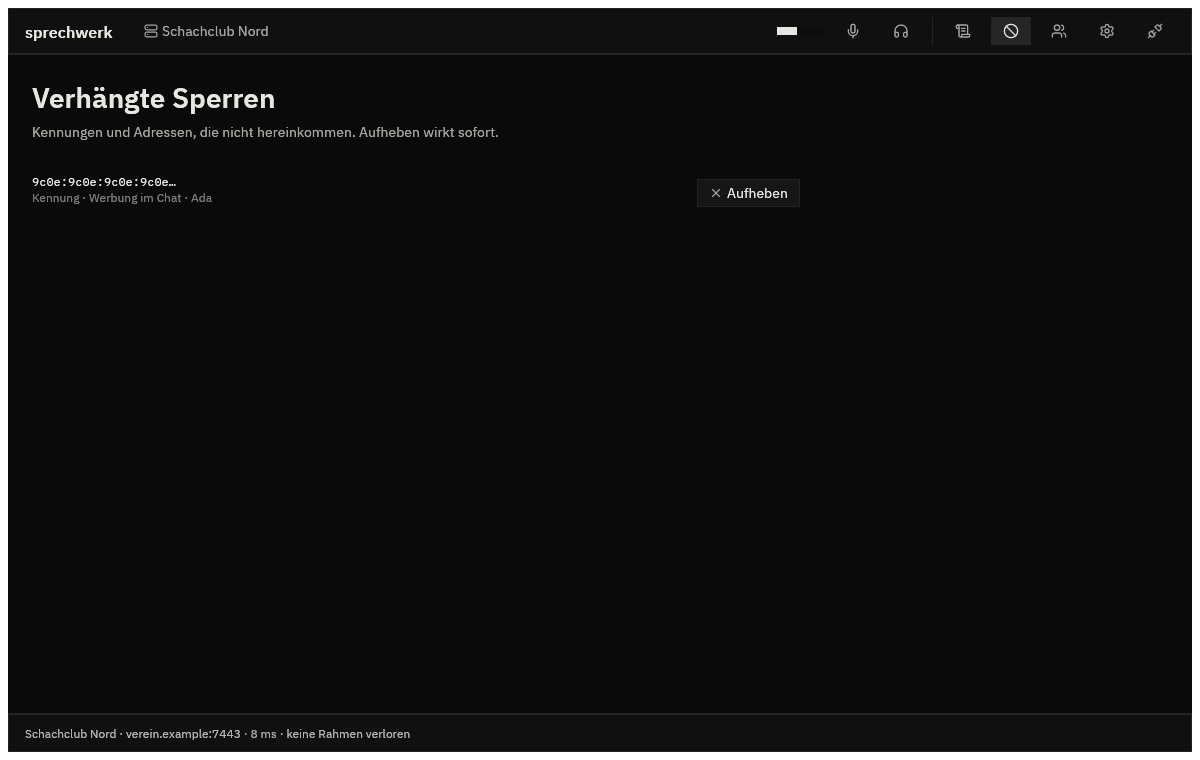 sprechwerk
Schachclub Nord
Verhängte Sperren
Kennungen und Adressen, die nicht hereinkommen. Aufheben wirkt sofort.
9c0e:9c0e:9c0e:9c0e…
Kennung · Werbung im Chat · Ada
Aufheben
Schachclub Nord · verein.example:7443 · 8 ms · keine Rahmen verloren